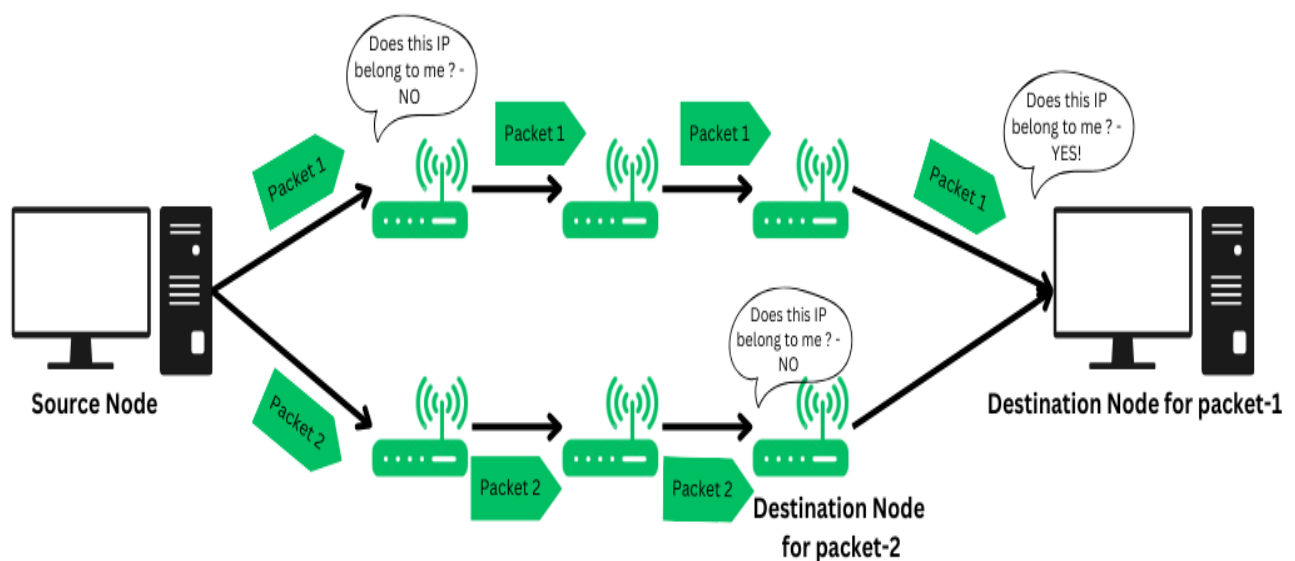 Does this IP
belong to me ? -
NO
Packet 1
Packet 1
Packet 1
Does this IP
belong to me ? -
YES!
Packet 1
Source Node
Packet 2
Packet 2
Packet 2
Does this IP
belong to me ? -
NO
Destination Node
for packet-2
Destination Node for packet-1